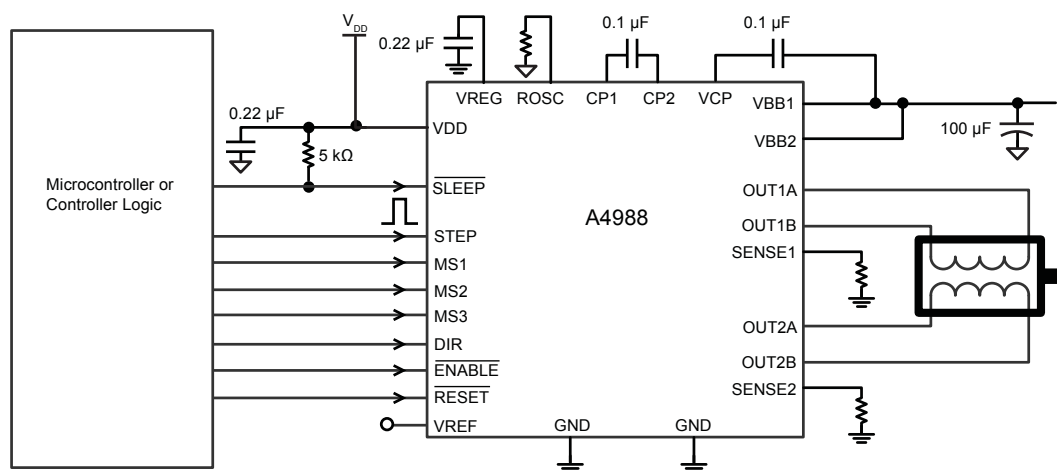 V_DD
0.22 µF
0.1 µF
0.1 µF
0.22 µF
5 kΩ
100 µF
Microcontroller or
Controller Logic
A4988
VREG
ROSC
CP1
CP2
VCP
VDD
SLEEP
STEP
MS1
MS2
MS3
DIR
ENABLE
RESET
VREF
GND
GND
VBB1
VBB2
OUT1A
OUT1B
SENSE1
OUT2A
OUT2B
SENSE2